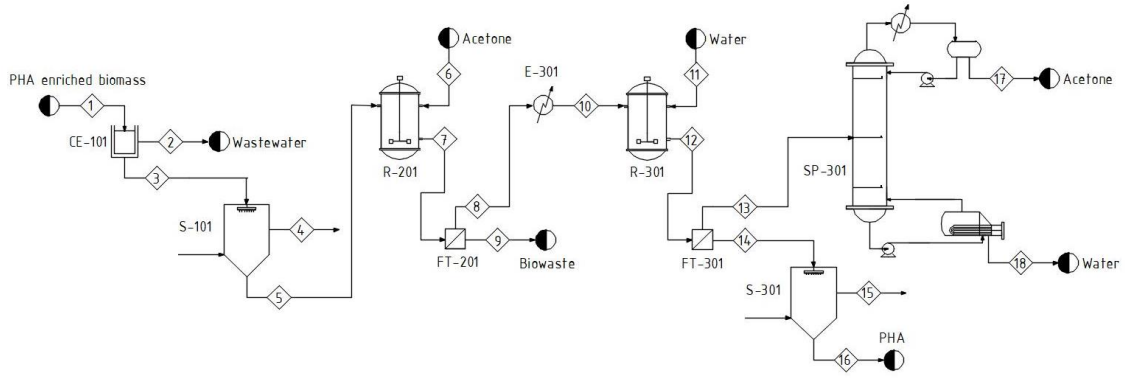 PHA enriched biomass
1
CE-101
2
Wastewater
3
S-101
4
5
Acetone
6
R-201
7
8
FT-201
9
Biowaste
E-301
10
Water
11
R-301
12
13
FT-301
14
S-301
15
PHA
16
SP-301
17
Acetone
18
Water